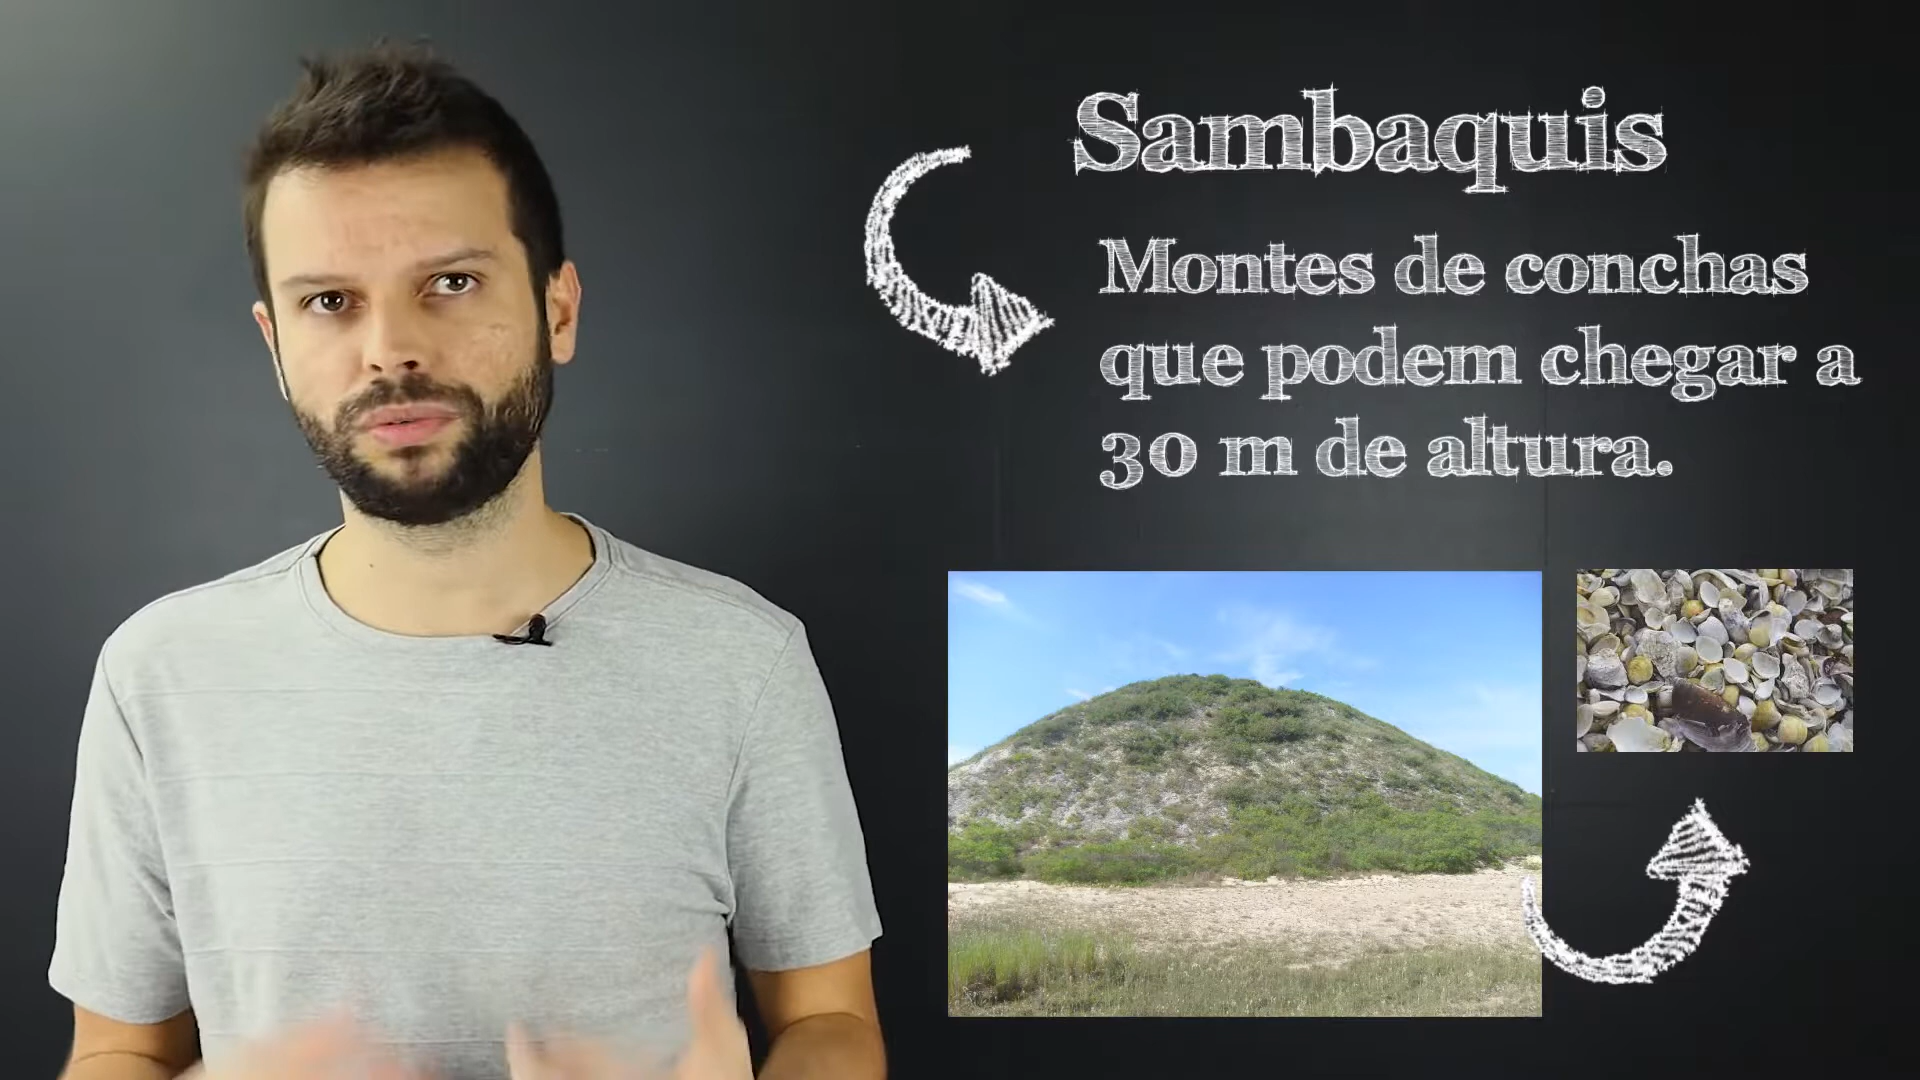 Sambaquis
Montes de conchas
que podem chegar a
30 m de altura.